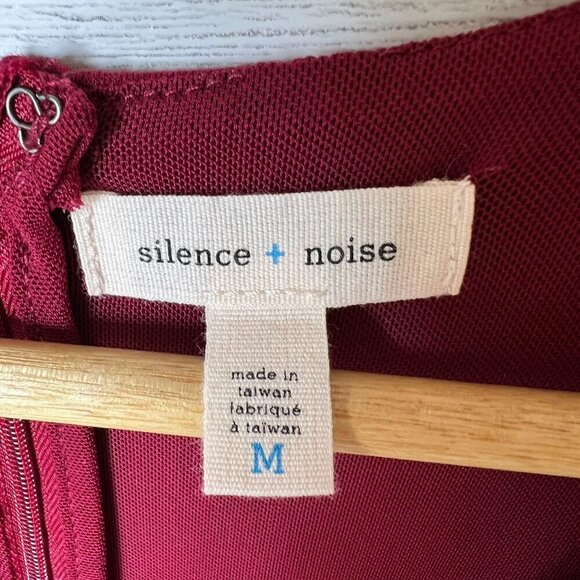 silence + noise
made in
taiwan
fabriqué
à taiwan
M